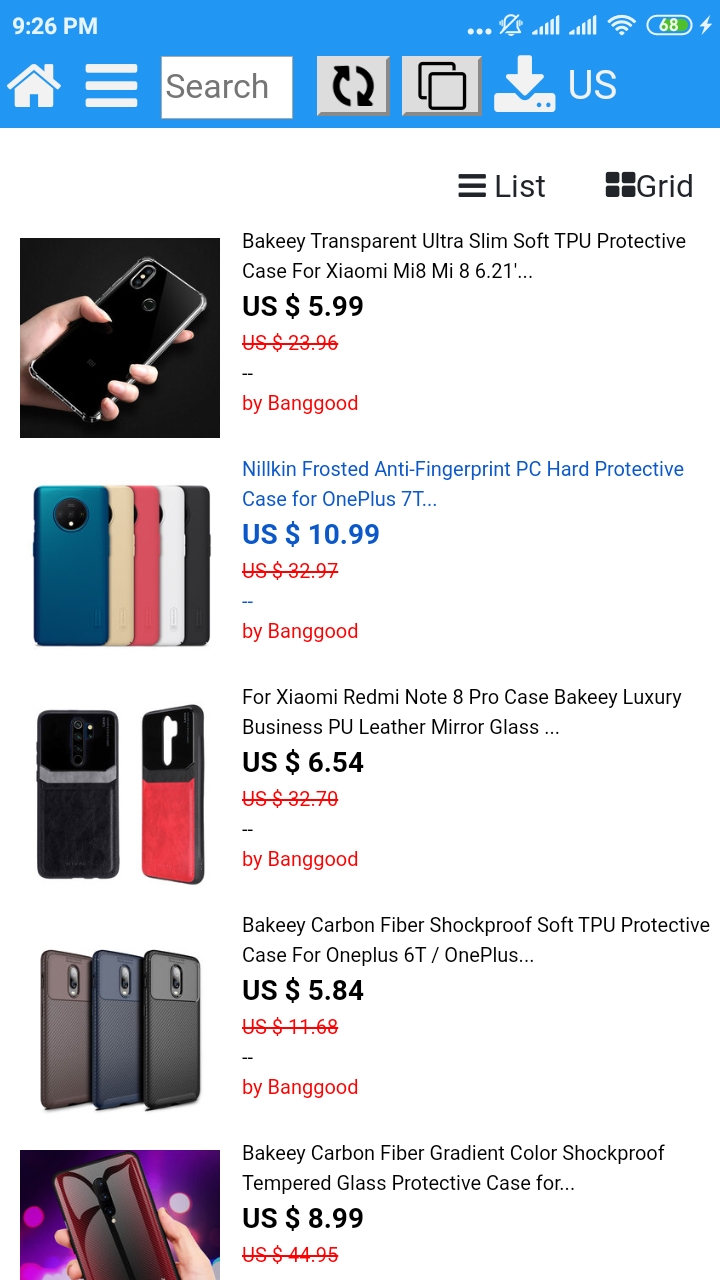 9:26 PM
68
Search
US
List
Grid
Bakeey Transparent Ultra Slim Soft TPU Protective
Case For Xiaomi Mi8 Mi 8 6.21'...
US $ 5.99
US $ 23.96
--
by Banggood
Nillkin Frosted Anti-Fingerprint PC Hard Protective
Case for OnePlus 7T...
US $ 10.99
US $ 32.97
--
by Banggood
For Xiaomi Redmi Note 8 Pro Case Bakeey Luxury
Business PU Leather Mirror Glass ...
US $ 6.54
US $ 32.70
--
by Banggood
Bakeey Carbon Fiber Shockproof Soft TPU Protective
Case For Oneplus 6T / OnePlus...
US $ 5.84
US $ 11.68
--
by Banggood
Bakeey Carbon Fiber Gradient Color Shockproof
Tempered Glass Protective Case for...
US $ 8.99
US $ 44.95